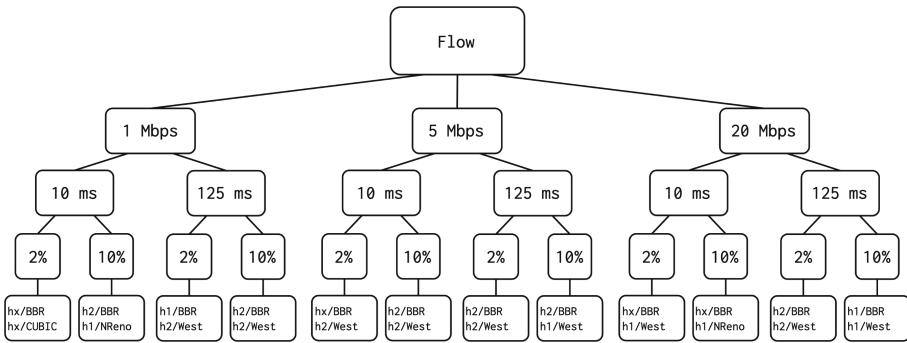 Flow
1 Mbps
5 Mbps
20 Mbps
10 ms
125 ms
10 ms
125 ms
10 ms
125 ms
2%
10%
2%
10%
2%
10%
2%
10%
2%
10%
2%
10%
hx/BBR
hx/CUBIC
h2/BBR
h1/NReno
h1/BBR
h2/West
h2/BBR
h2/West
hx/BBR
h2/West
h2/BBR
h2/West
h2/BBR
h2/West
h2/BBR
h1/West
hx/BBR
h1/West
hx/BBR
h1/NReno
h2/BBR
h2/West
h1/BBR
h1/West